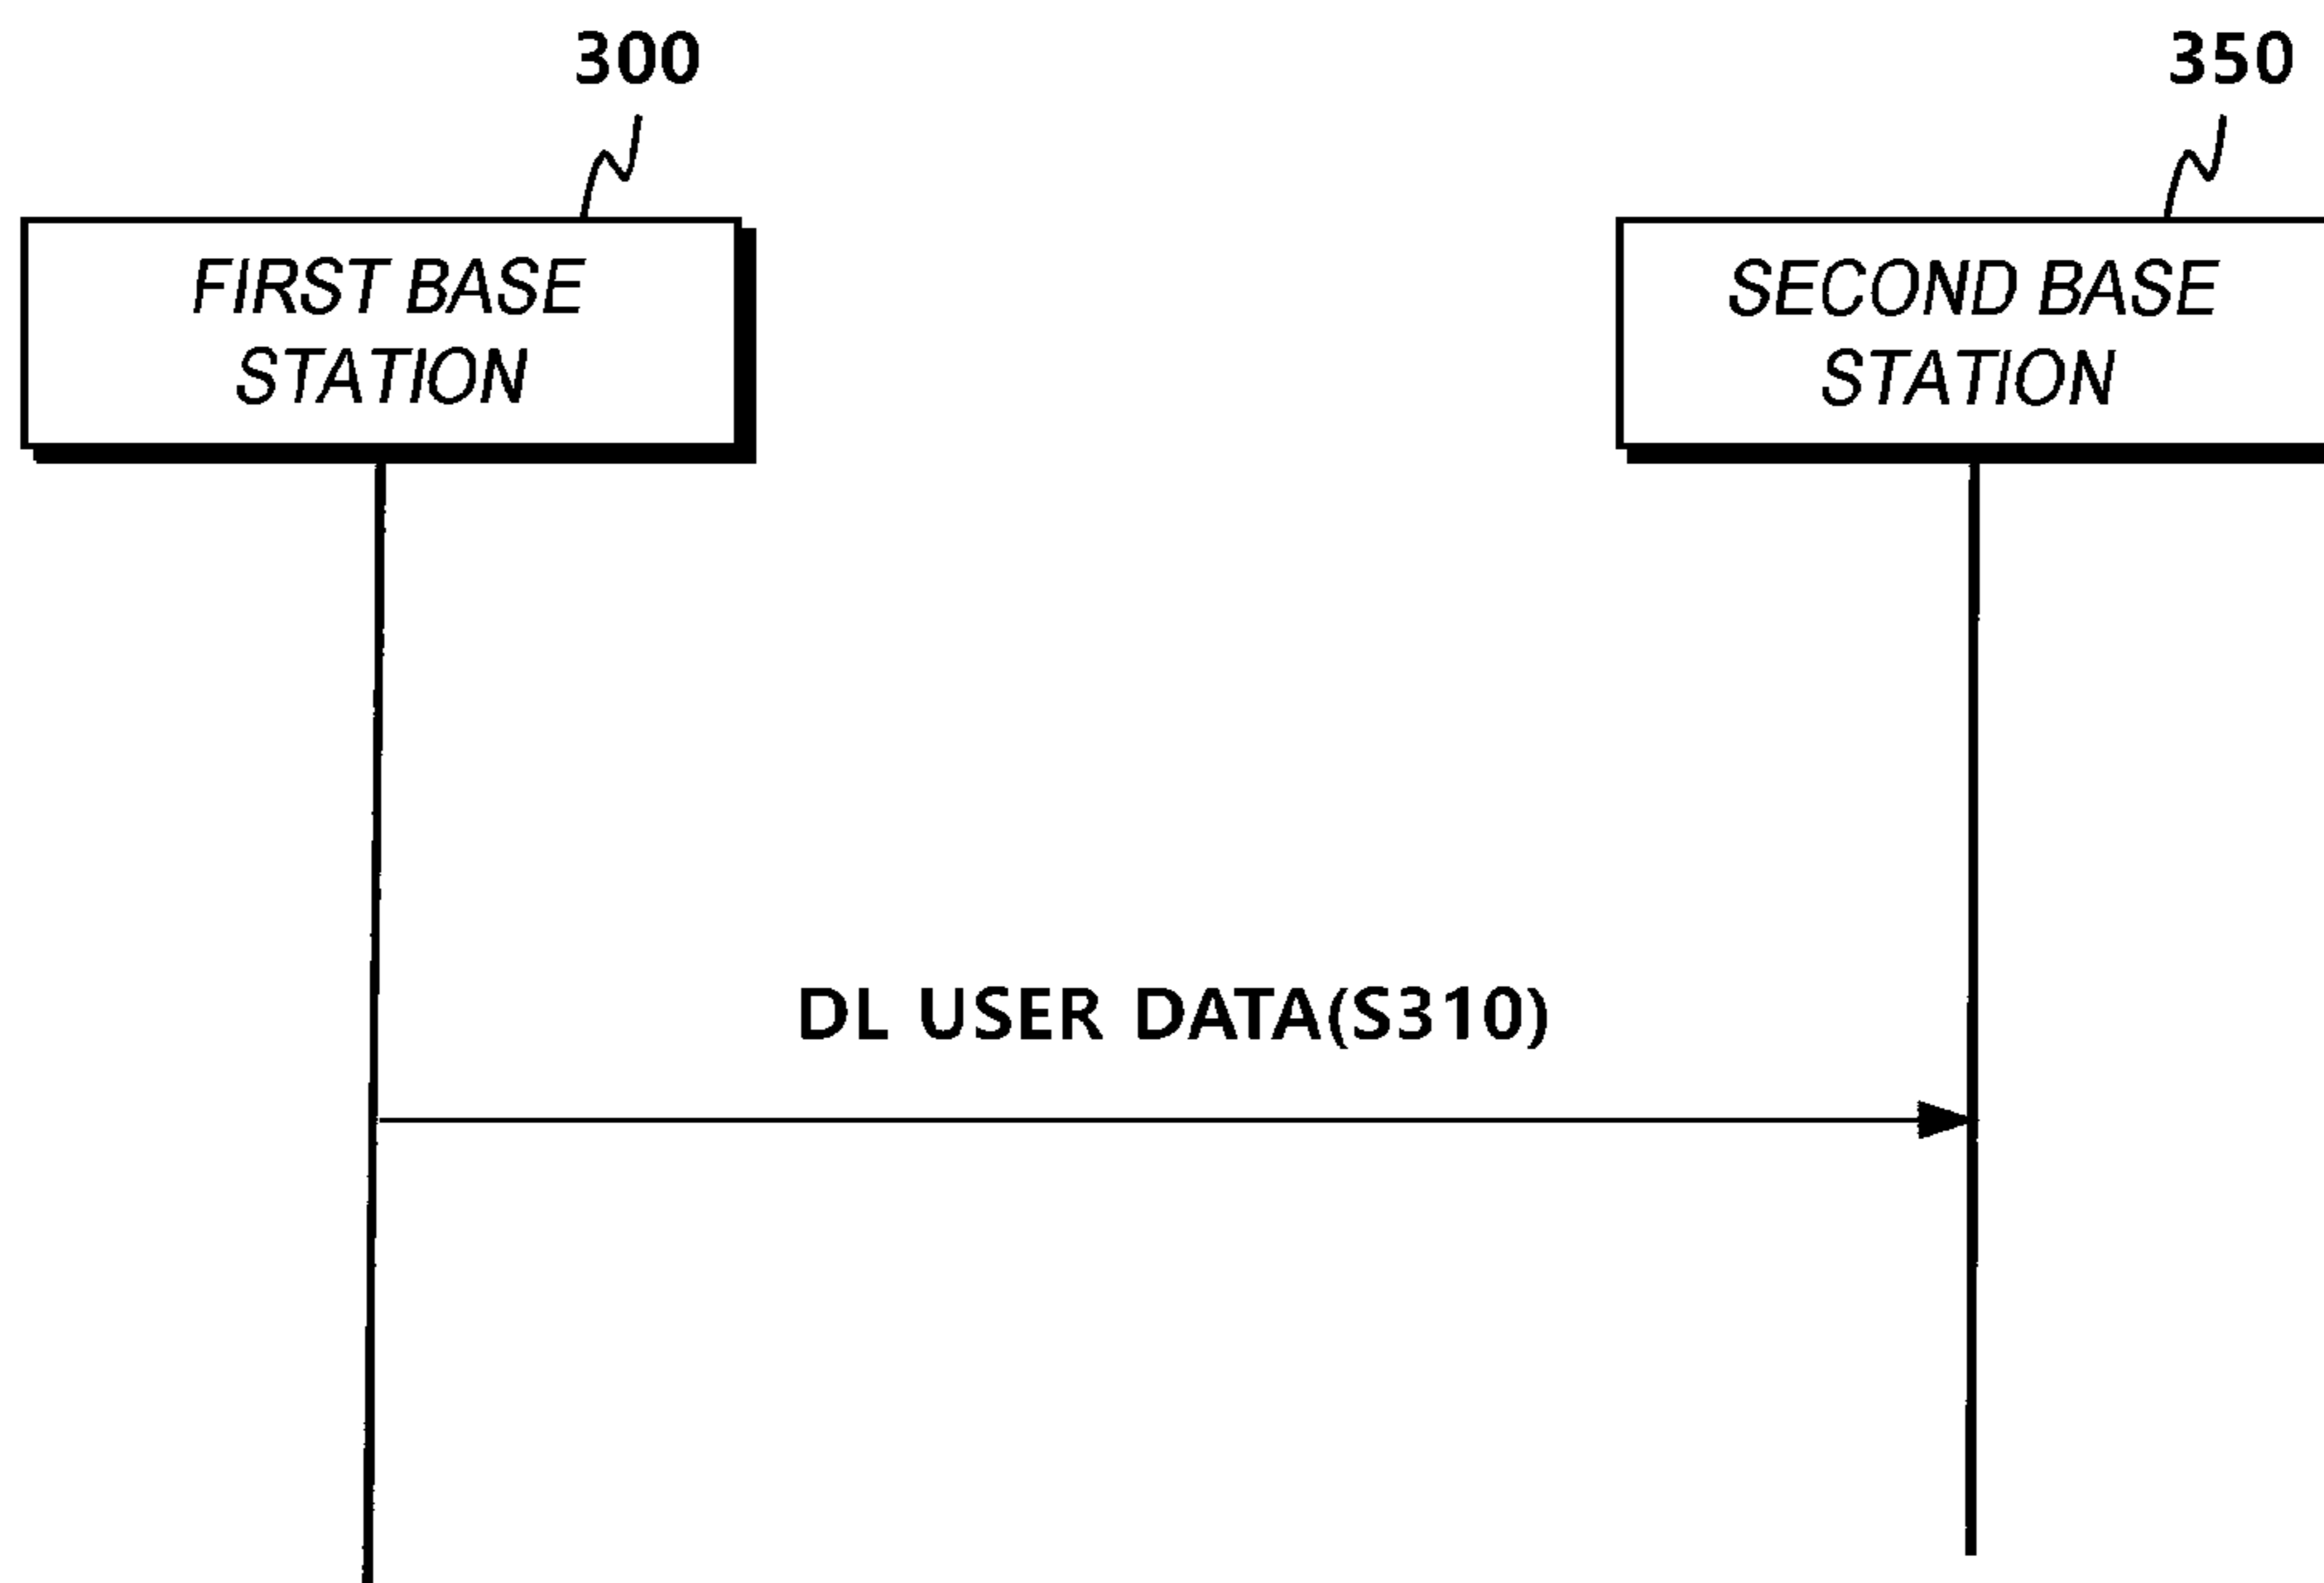 300
350
FIRST BASE
STATION
SECOND BASE
STATION
DL USER DATA(S310)